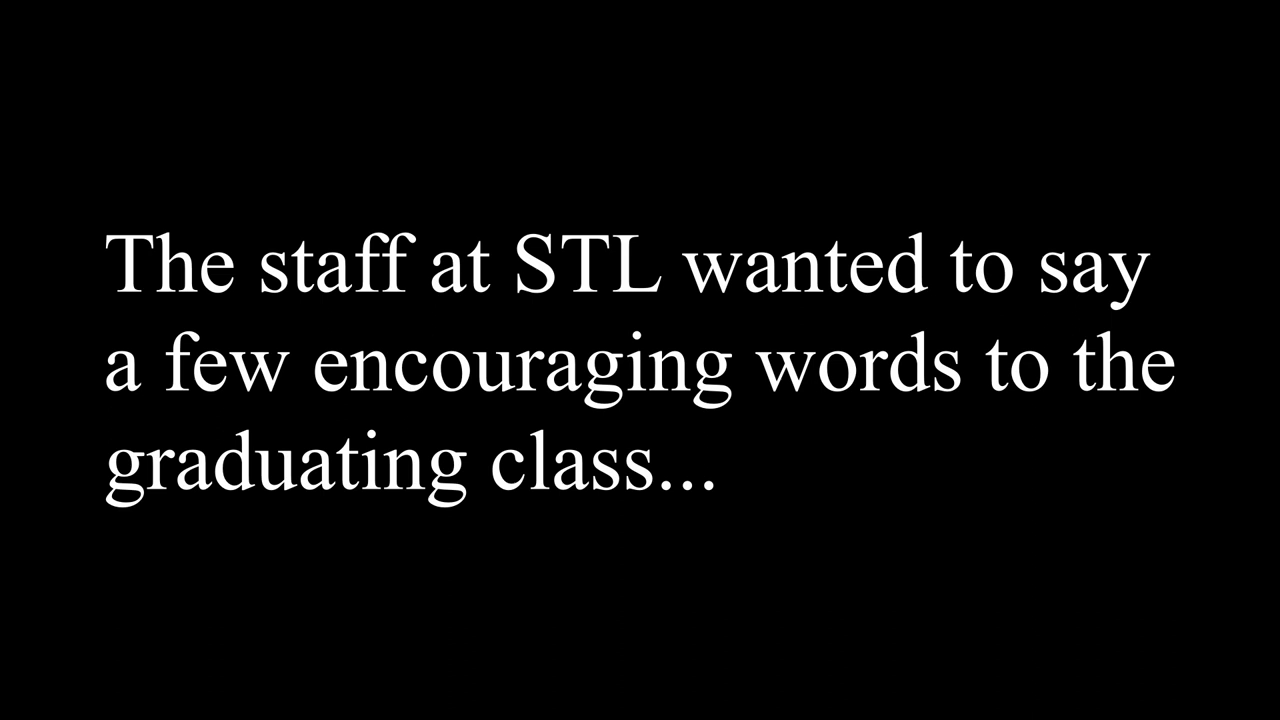 The staff at STL wanted to say
a few encouraging words to the
graduating class...